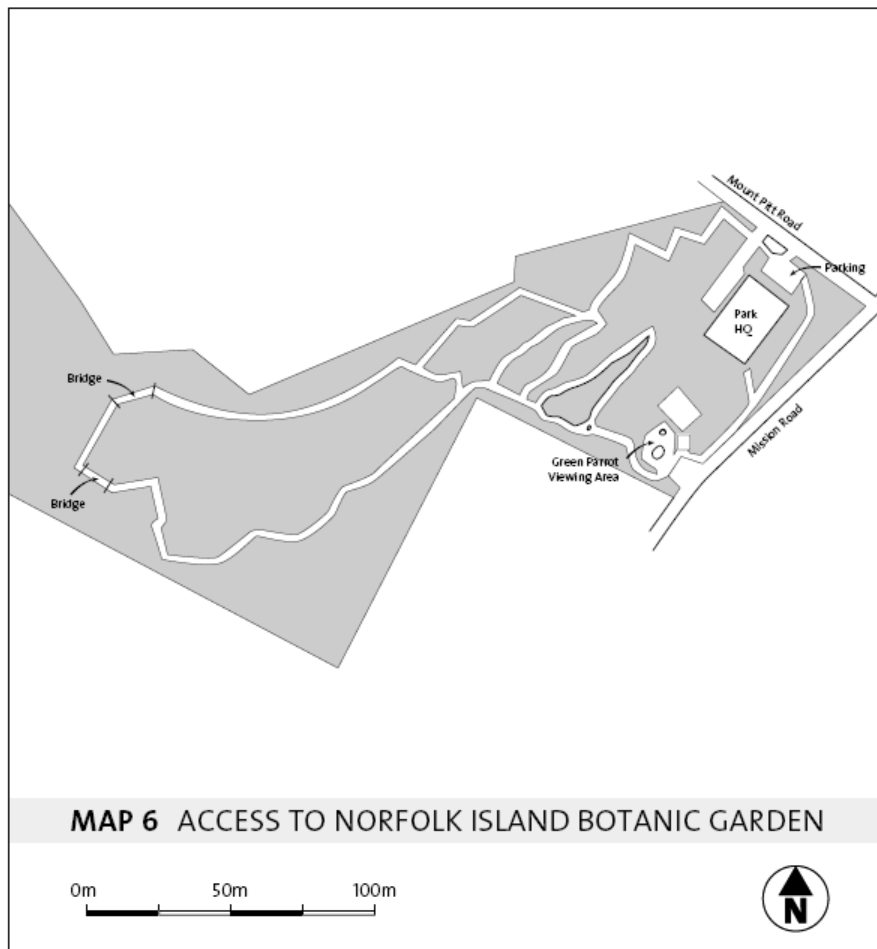 Mount Pitt Road
Parking
Park
HQ
Bridge
Mission Road
Green Parrot
Viewing Area
Bridge
MAP 6 ACCESS TO NORFOLK ISLAND BOTANIC GARDEN
0m 50m 100m
N